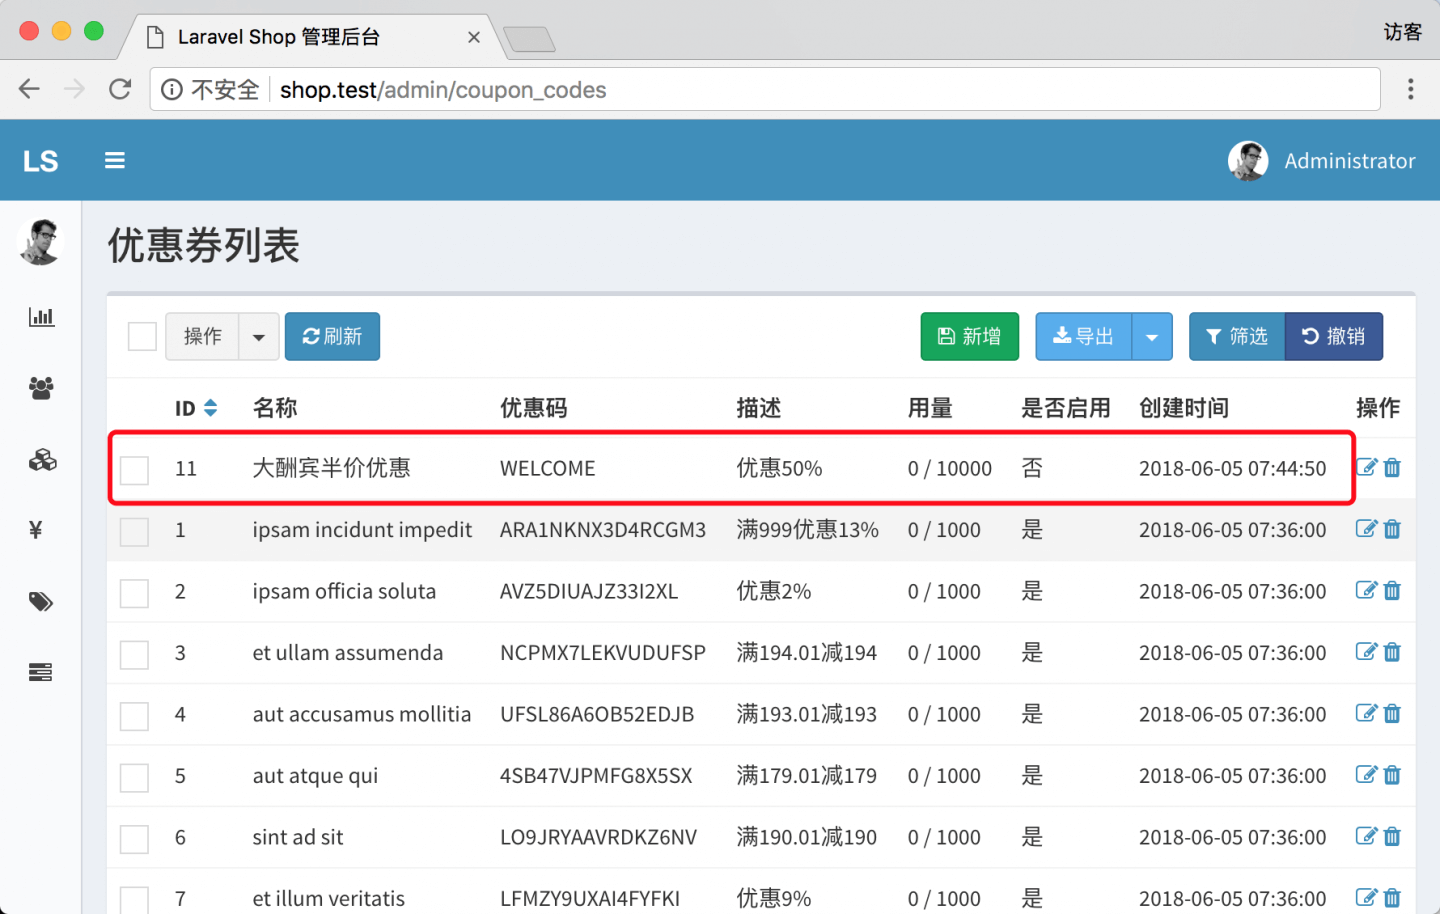 Laravel Shop 管理后台
访客
不安全 shop.test/admin/coupon_codes
LS Administrator
优惠券列表
操作 刷新 新增 导出 筛选 撤销
ID 名称 优惠码 描述 用量 是否启用 创建时间 操作
11 大酬宾半价优惠 WELCOME 优惠50% 0 / 10000 否 2018-06-05 07:44:50
1 ipsam incidunt impedit ARA1NKNX3D4RCGM3 满999优惠13% 0 / 1000 是 2018-06-05 07:36:00
2 ipsam officia soluta AVZ5DIUAJZ33I2XL 优惠2% 0 / 1000 是 2018-06-05 07:36:00
3 et ullam assumenda NCPMX7LEKVUDUFSP 满194.01减194 0 / 1000 是 2018-06-05 07:36:00
4 aut accusamus mollitia UFSL86A6OB52EDJB 满193.01减193 0 / 1000 是 2018-06-05 07:36:00
5 aut atque qui 4SB47VJPMFG8X5SX 满179.01减179 0 / 1000 是 2018-06-05 07:36:00
6 sint ad sit LO9JRYAAVRDKZ6NV 满190.01减190 0 / 1000 是 2018-06-05 07:36:00
7 et illum veritatis LFMZY9UXAI4FYFKI 优惠9% 0 / 1000 是 2018-06-05 07:36:00